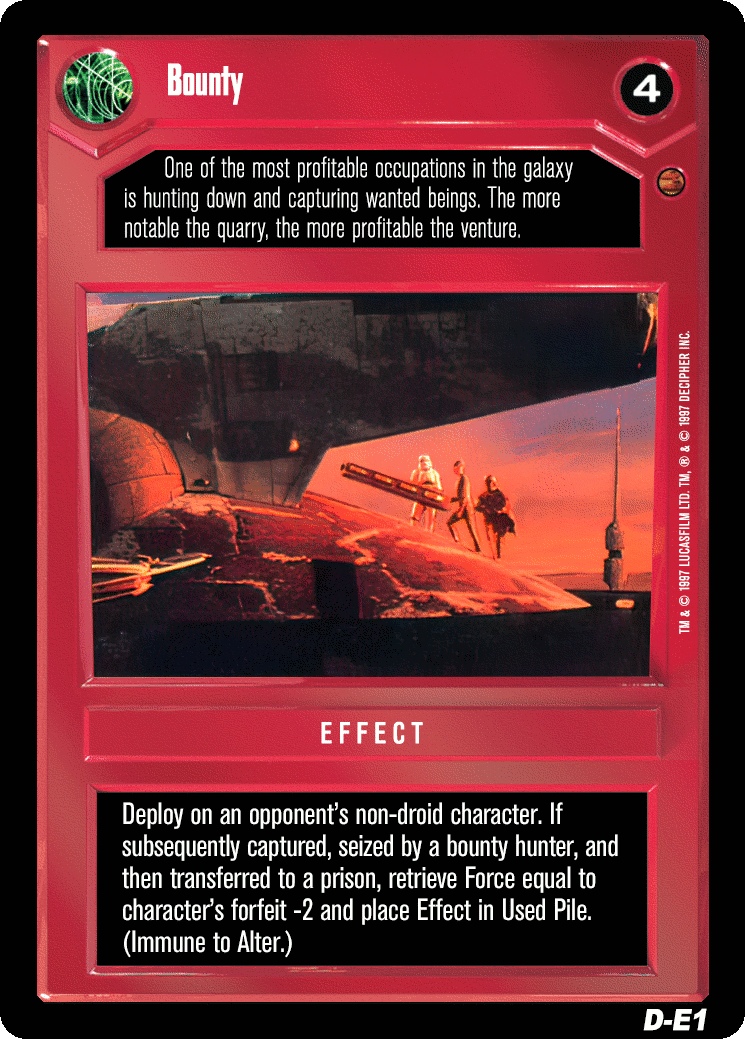 Bounty
4
One of the most profitable occupations in the galaxy
is hunting down and capturing wanted beings. The more
notable the quarry, the more profitable the venture.
TM & © 1997 LUCASFILM LTD. TM, ® & © 1997 DECIPHER INC.
EFFECT
Deploy on an opponent's non-droid character. If
subsequently captured, seized by a bounty hunter, and
then transferred to a prison, retrieve Force equal to
character's forfeit -2 and place Effect in Used Pile.
(Immune to Alter.)
D-E1